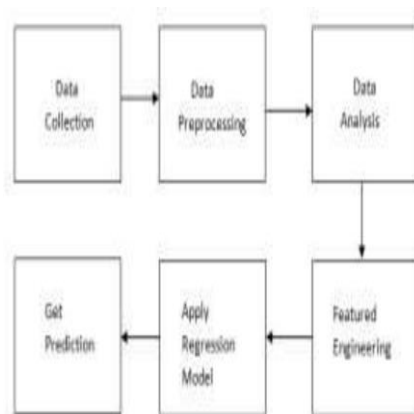 Data
Collection
Data
Preprocessing
Data
Analysis
Featured
Engineering
Apply
Regression
Model
Get
Prediction